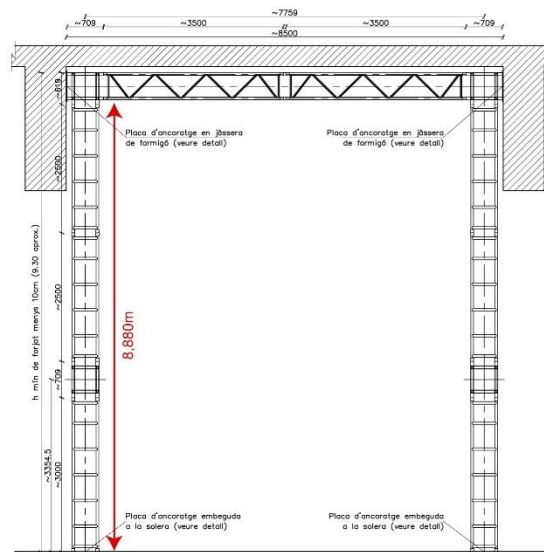 ~7759
~709
~3500
~3500
~709
~8500
~619
Placa d'ancoratge en jàssera
de formigó (veure detall)
Placa d'ancoratge en jàssera
de formigó (veure detall)
~2500
h mín de forjat menys 10cm (9.30 aprox.)
~2500
8,880m
~709
~3354.5
~3000
Placa d'ancoratge embeguda
a la solera (veure detall)
Placa d'ancoratge embeguda
a la solera (veure detall)